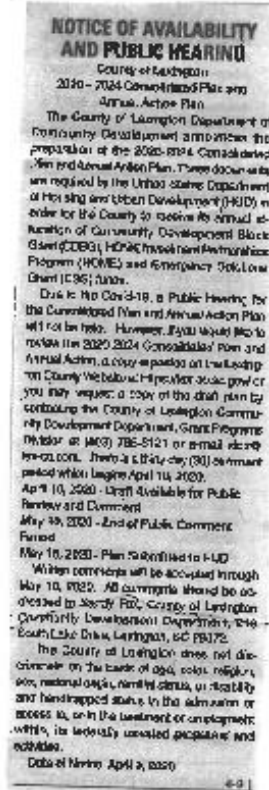 NOTICE OF AVAILABILITY
AND PUBLIC HEARING
County of Lexington
2020 - 2024 Consolidated Plan and
Annual Action Plan
The County of Lexington Department of
Community Development announces the
preparation of the 2020-2024 Consolidated
Plan and Annual Action Plan. These documents
are required by the United States Department
of Housing and Urban Development (HUD) in
order for the County to receive its annual al-
location of Community Development Block
Grant (CDBG), HOME Investment Partnerships
Program (HOME) and Emergency Solutions
Grant (ESG) funds.
Due to the Covid-19, a Public Hearing for
the Consolidated Plan and Annual Action Plan
will not be held. However, if you would like to
review the 2020-2024 Consolidated Plan and
Annual Action, a copy is posted on the Lexing-
ton County Website at
you may request a copy of the draft plan by
contacting the County of Lexington Commu-
nity Development Department, Grant Programs
Division at (803) 785-8121 or e-mail
There is a thirty day (30) comment
period which begins April 10, 2020.
April 10, 2020 - Draft Available for Public
Review and Comment
May 2020 - End of Public Comment
Period
May 15, 2020 - Plan Submitted to HUD
Written comments will be accepted through
May 10, 2020. All comments should be ad-
dressed to County of Lexington
Community Development Department,
South Lake Drive, Lexington, SC 29072.
The County of Lexington does not dis-
criminate on the basis of age, color, religion,
sex, national origin, familial status, or disability
and handicapped status in the admission or
access to, or in the treatment or employment
within, its federally assisted programs and
activities.
Date of Notice: April 9, 2020